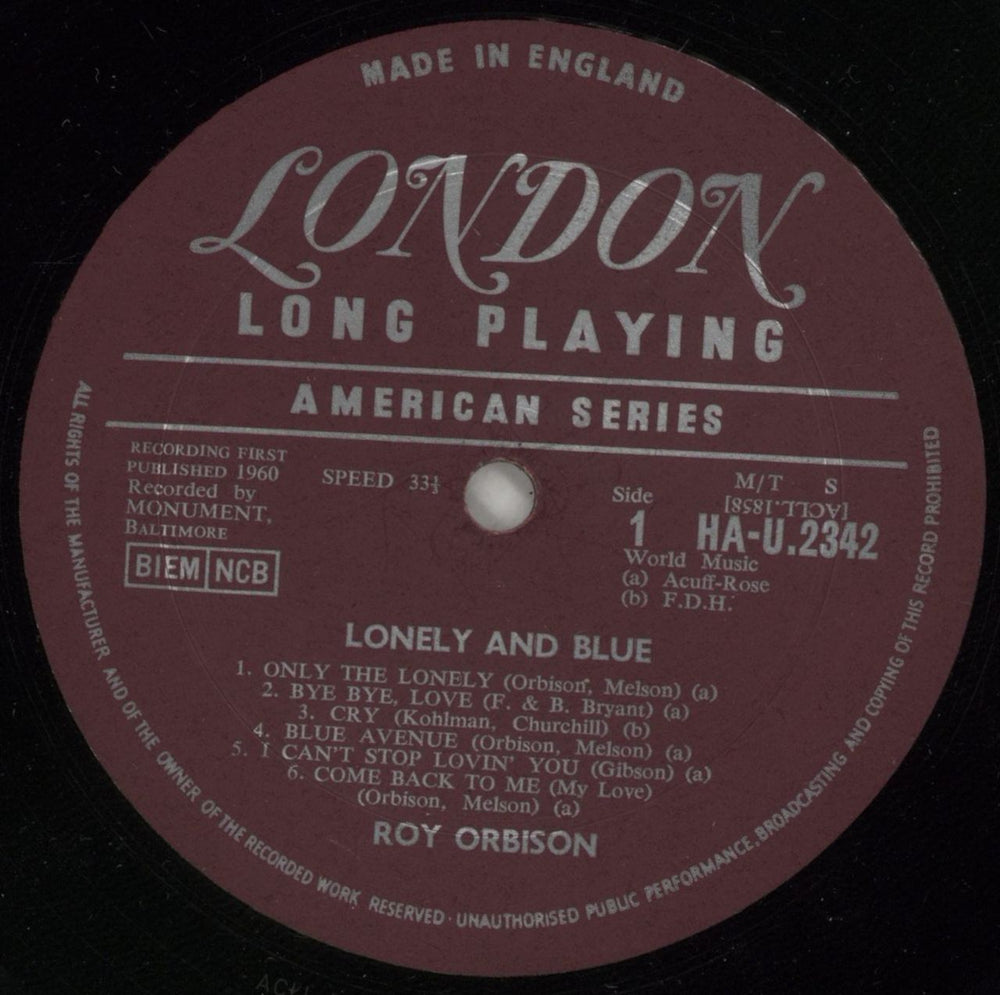 MADE IN ENGLAND
LONDON
LONG PLAYING
AMERICAN SERIES
RECORDING FIRST
PUBLISHED 1960
Recorded by
MONUMENT,
BALTIMORE
BIEM NCB
SPEED 33⅓
Side
1
M/T S
[ACLL.1858]
HA-U.2342
World Music
(a) Acuff-Rose
(b) F.D.H.
LONELY AND BLUE
1. ONLY THE LONELY (Orbison, Melson) (a)
2. BYE BYE, LOVE (F. & B. Bryant) (a)
3. CRY (Kohlman, Churchill) (b)
4. BLUE AVENUE (Orbison, Melson) (a)
5. I CAN'T STOP LOVIN' YOU (Gibson) (a)
6. COME BACK TO ME (My Love)
(Orbison, Melson) (a)
ROY ORBISON
ALL RIGHTS OF THE MANUFACTURER AND OF THE OWNER OF THE RECORDED WORK RESERVED · UNAUTHORISED PUBLIC PERFORMANCE, BROADCASTING AND COPYING OF THIS RECORD PROHIBITED